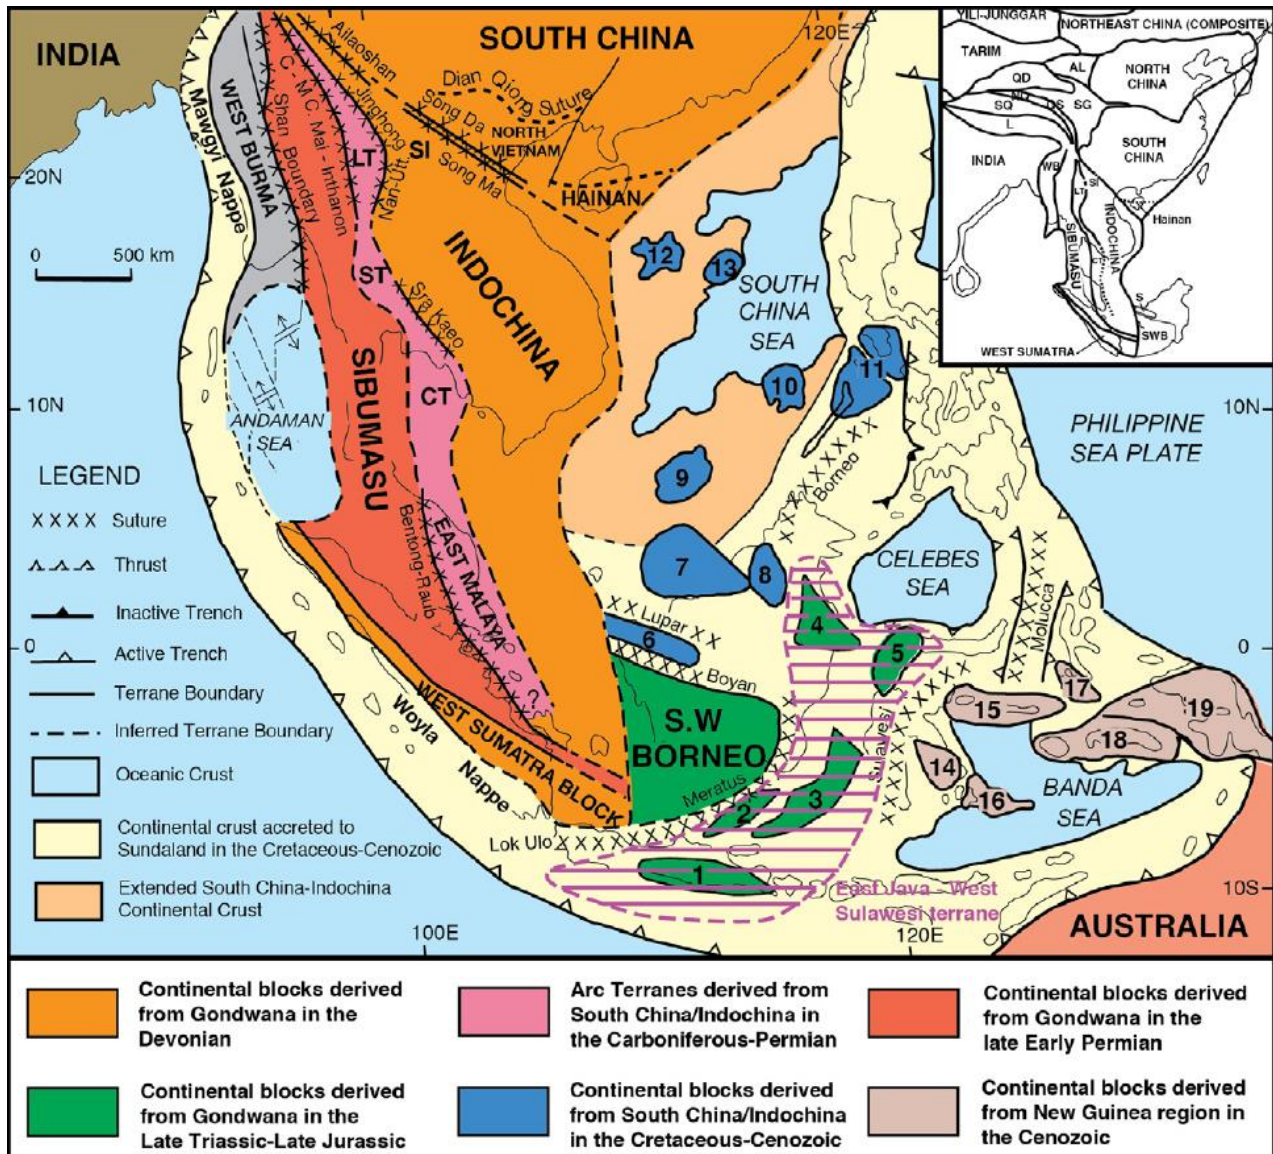 INDIA
SOUTH CHINA
120E
Ailaoshan
Dian Qiong Suture
Jinghong
Song Da
NORTH
VIETNAM
Song Ma
HAINAN
SI
LT
Nan-Utt.
C.-M
C. Mai - Inthanon
Shan Boundary
WEST BURMA
Mawgyi Nappe
20N
0 500 km
ST
Sra Kaeo
INDOCHINA
CT
SIBUMASU
ANDAMAN
SEA
10N
12
13
SOUTH
CHINA
SEA
10
11
9
Borneo
PHILIPPINE
SEA PLATE
10N
YILI-JUNGGAR
NORTHEAST CHINA (COMPOSITE)
TARIM
AL
NORTH
CHINA
QD
SQ
QS
SG
L
SOUTH
CHINA
INDIA
WB
LT
SI
INDOCHINA
Hainan
SIBUMASU
S
SWB
WEST SUMATRA
LEGEND
Suture
Thrust
Inactive Trench
Active Trench
Terrane Boundary
Inferred Terrane Boundary
Oceanic Crust
Continental crust accreted to
Sundaland in the Cretaceous-Cenozoic
Extended South China-Indochina
Continental Crust
0
Bentong-Raub
EAST MALAYA
?
7
8
CELEBES
SEA
Lupar
6
Boyan
4
5
Molucca
0
S.W
BORNEO
WEST SUMATRA BLOCK
Woyla
Nappe
Meratus
2
3
Sulawesi
Lok Ulo
1
East Java - West
Sulawesi terrane
17
15
19
18
14
16
BANDA
SEA
10S
AUSTRALIA
100E
120E
Continental blocks derived
from Gondwana in the
Devonian
Arc Terranes derived from
South China/Indochina in
the Carboniferous-Permian
Continental blocks derived
from Gondwana in the
late Early Permian
Continental blocks derived
from Gondwana in the
Late Triassic-Late Jurassic
Continental blocks derived
from South China/Indochina
in the Cretaceous-Cenozoic
Continental blocks derived
from New Guinea region in
the Cenozoic